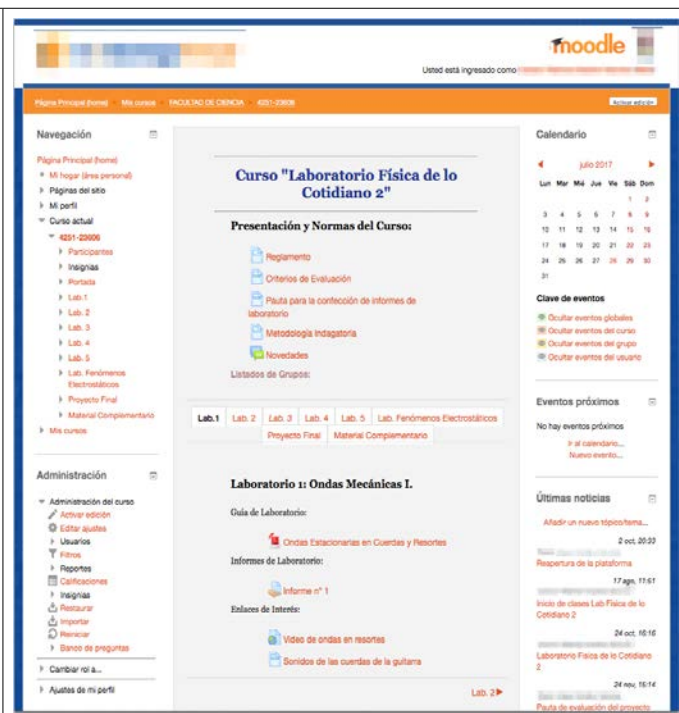 moodle
Usted está ingresado como
Página Principal (home) Mis cursos FACULTAD DE CIENCIA 4251-23606
Activar edición
Navegación
Página Principal (home)
Mi hogar (área personal)
Páginas del sitio
Mi perfil
Curso actual
4251-23606
Participantes
Insignias
Portada
Lab.1
Lab. 2
Lab. 3
Lab. 4
Lab. 5
Lab. Fenómenos
Electrostáticos
Proyecto Final
Material Complementario
Mis cursos
Administración
Administración del curso
Activar edición
Editar ajustes
Usuarios
Filtros
Reportes
Calificaciones
Insignias
Restaurar
Importar
Reiniciar
Banco de preguntas
Cambiar rol a...
Ajustes de mi perfil
Curso "Laboratorio Física de lo
Cotidiano 2"
Presentación y Normas del Curso:
Reglamento
Criterios de Evaluación
Pauta para la confección de informes de
laboratorio
Metodología Indagatoria
Novedades
Listados de Grupos:
Lab.1 Lab. 2 Lab. 3 Lab. 4 Lab. 5 Lab. Fenómenos Electrostáticos
Proyecto Final Material Complementario
Laboratorio 1: Ondas Mecánicas I.
Guía de Laboratorio:
Ondas Estacionarias en Cuerdas y Resortes
Informes de Laboratorio:
Informe n° 1
Enlaces de Interés:
Video de ondas en resortes
Sonidos de las cuerdas de la guitarra
Lab. 2
Calendario
julio 2017
Lun Mar Mié Jue Vie Sáb Dom
1 2
3 4 5 6 7 8 9
10 11 12 13 14 15 16
17 18 19 20 21 22 23
24 25 26 27 28 29 30
31
Clave de eventos
Ocultar eventos globales
Ocultar eventos del curso
Ocultar eventos del grupo
Ocultar eventos del usuario
Eventos próximos
No hay eventos próximos
Ir al calendario...
Nuevo evento...
Últimas noticias
Añadir un nuevo tópico/tema...
2 oct, 20:33
Reapertura de la plataforma
17 ago, 11:51
Inicio de clases Lab Física de lo
Cotidiano 2
24 oct, 16:16
Laboratorio Física de lo Cotidiano
2
24 nov, 16:14
Pauta de evaluación del proyecto